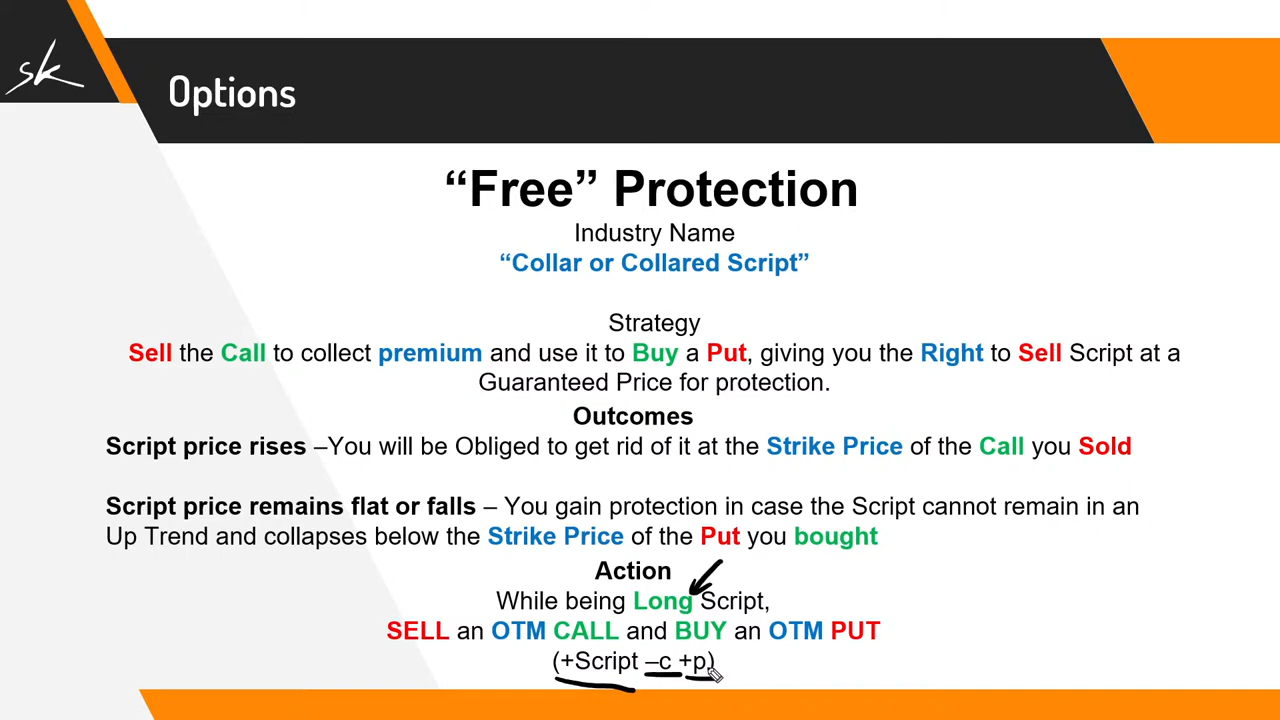 sk
Options
“Free” Protection
Industry Name
“Collar or Collared Script”
Strategy
Sell the Call to collect premium and use it to Buy a Put, giving you the Right to Sell Script at a
Guaranteed Price for protection.
Outcomes
Script price rises –You will be Obliged to get rid of it at the Strike Price of the Call you Sold
Script price remains flat or falls – You gain protection in case the Script cannot remain in an
Up Trend and collapses below the Strike Price of the Put you bought
Action
While being Long Script,
SELL an OTM CALL and BUY an OTM PUT
(+Script –c +p)